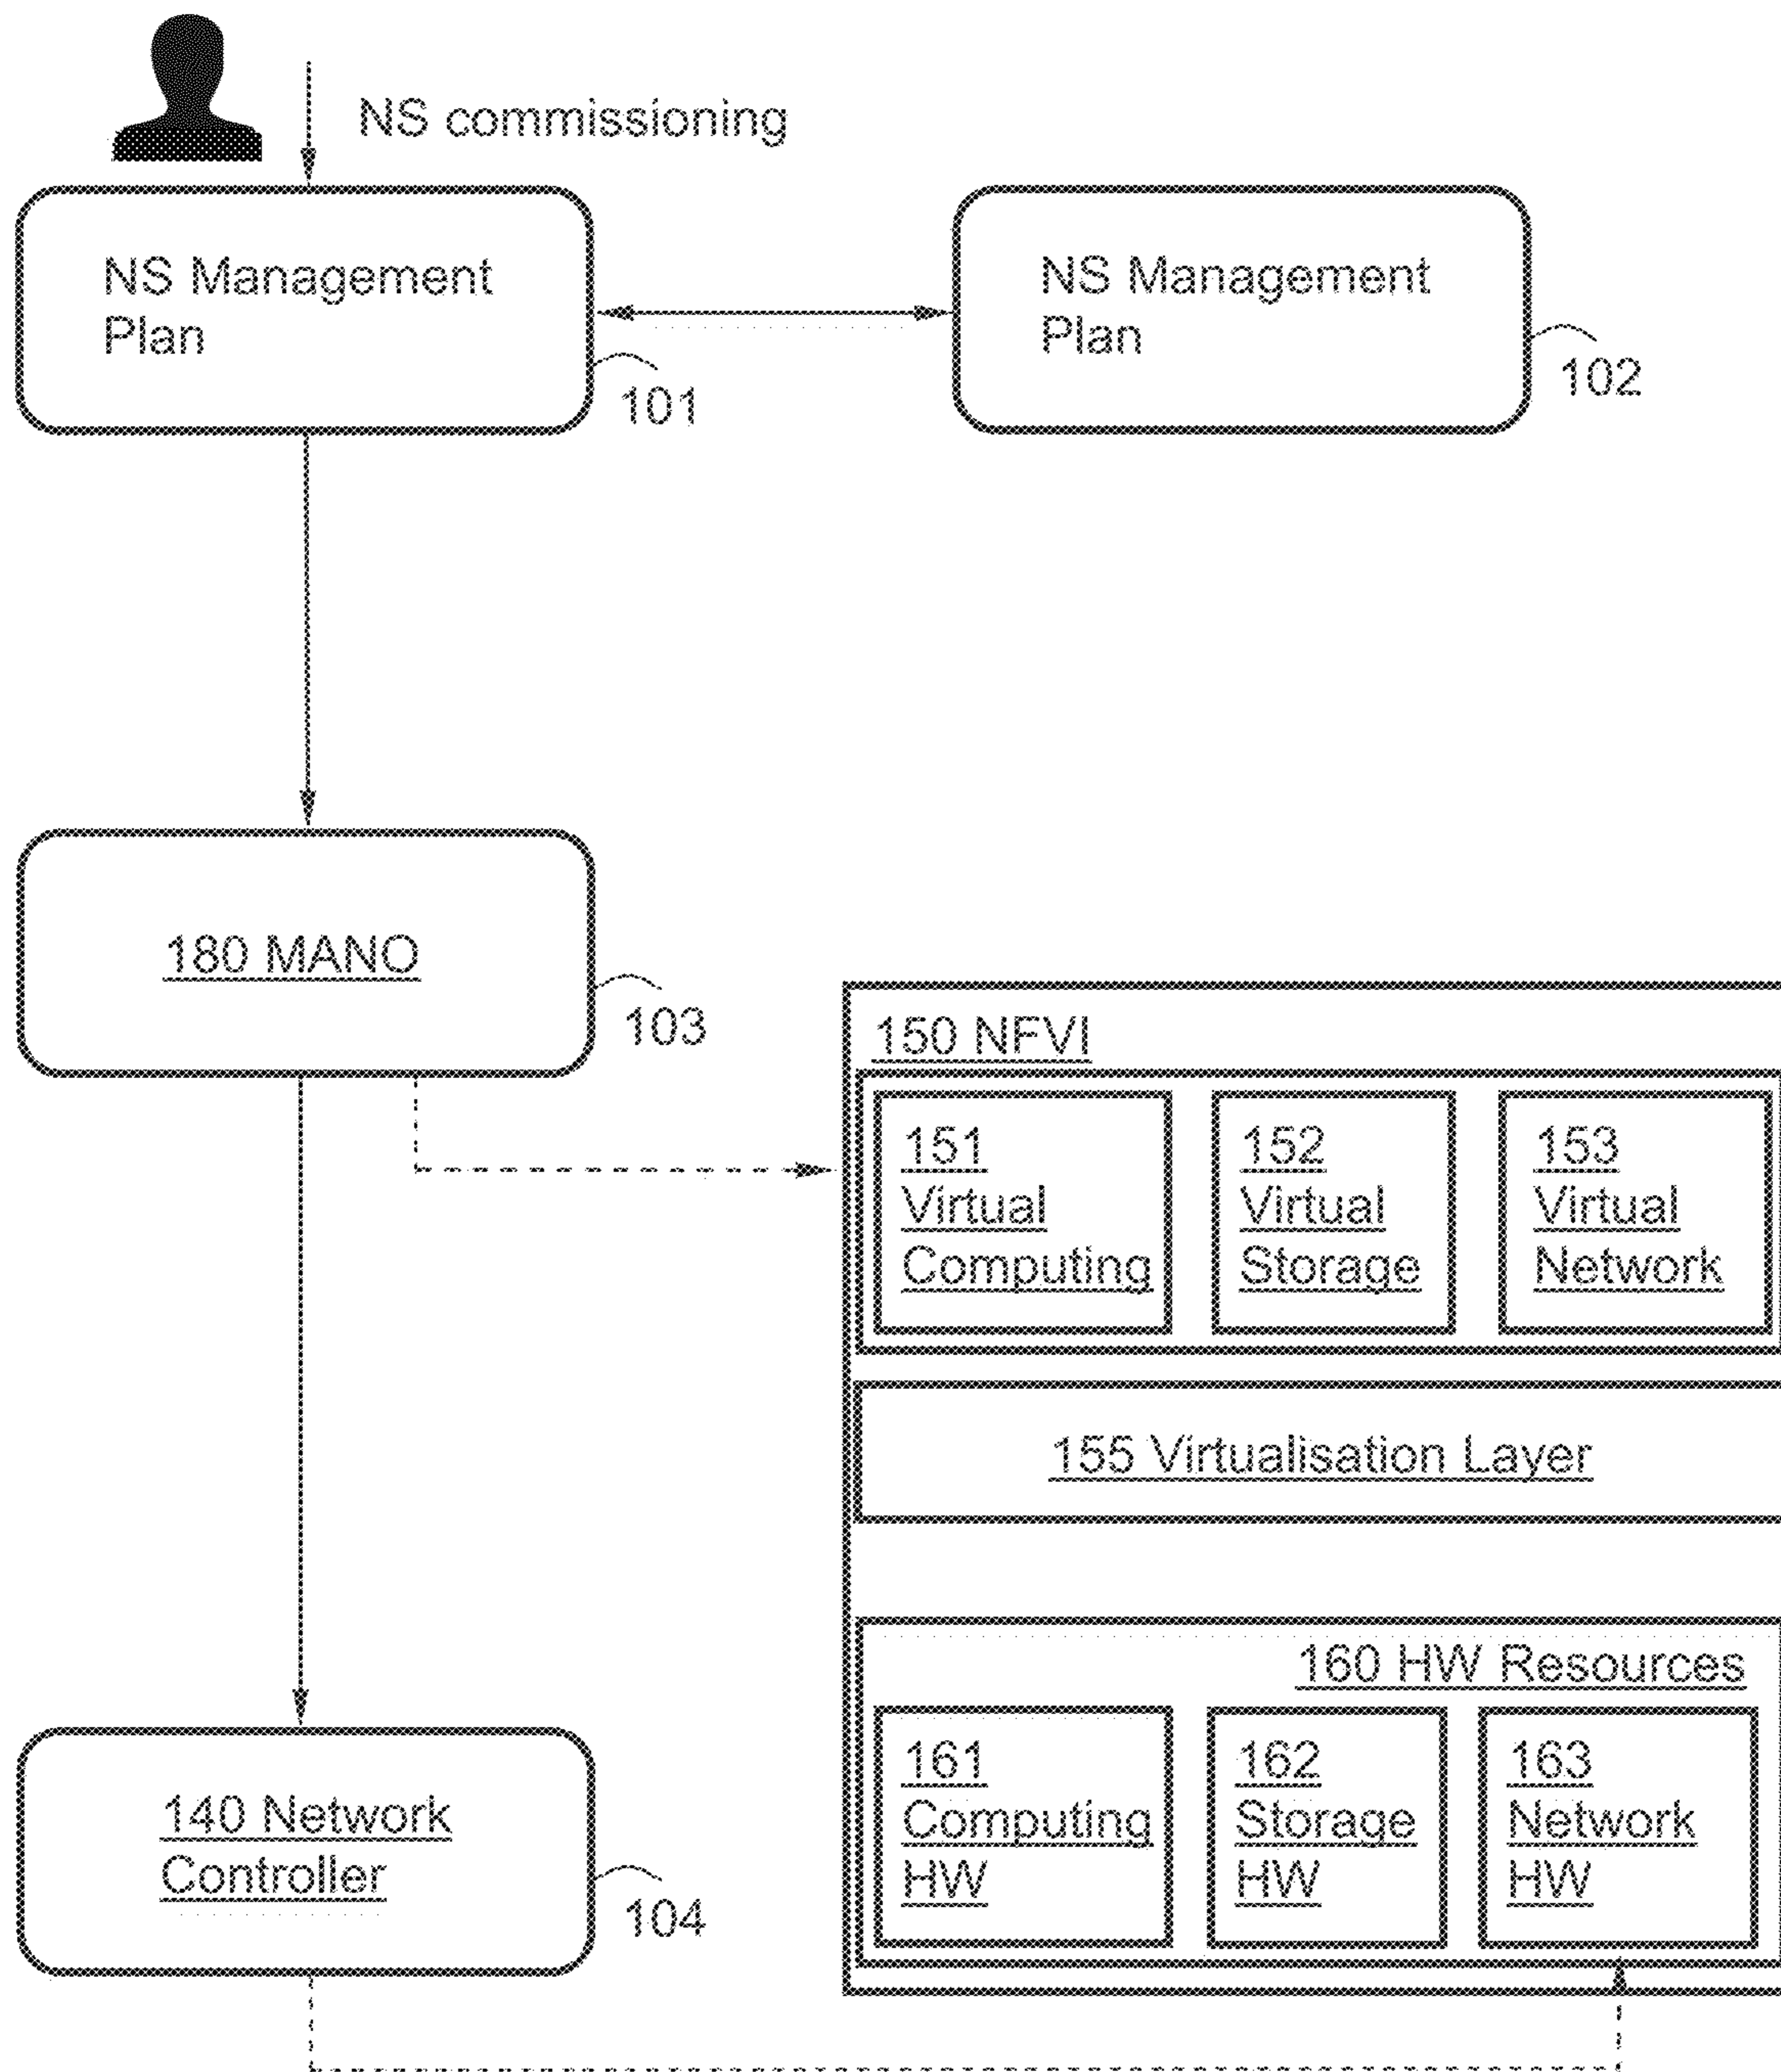 NS commissioning
NS Management
Plan
101
NS Management
Plan
102
180 MANO
103
150 NFVI
151
Virtual
Computing
152
Virtual
Storage
153
Virtual
Network
155 Virtualisation Layer
160 HW Resources
161
Computing
HW
162
Storage
HW
163
Network
HW
140 Network
Controller
104